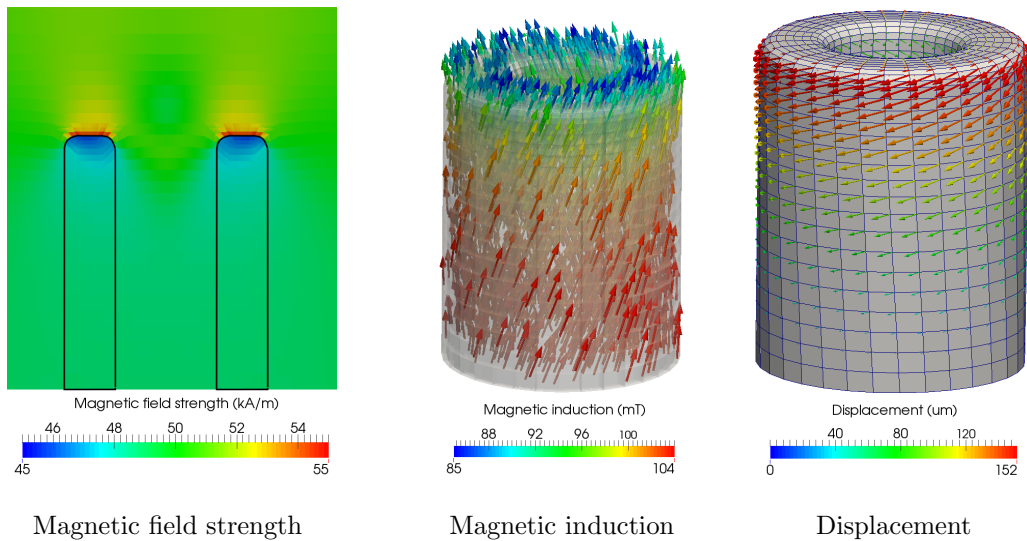 Magnetic field strength (kA/m)
46 48 50 52 54
45 55
Magnetic induction (mT)
88 92 96 100
85 104
Displacement (um)
40 80 120
0 152
Magnetic field strength
Magnetic induction
Displacement